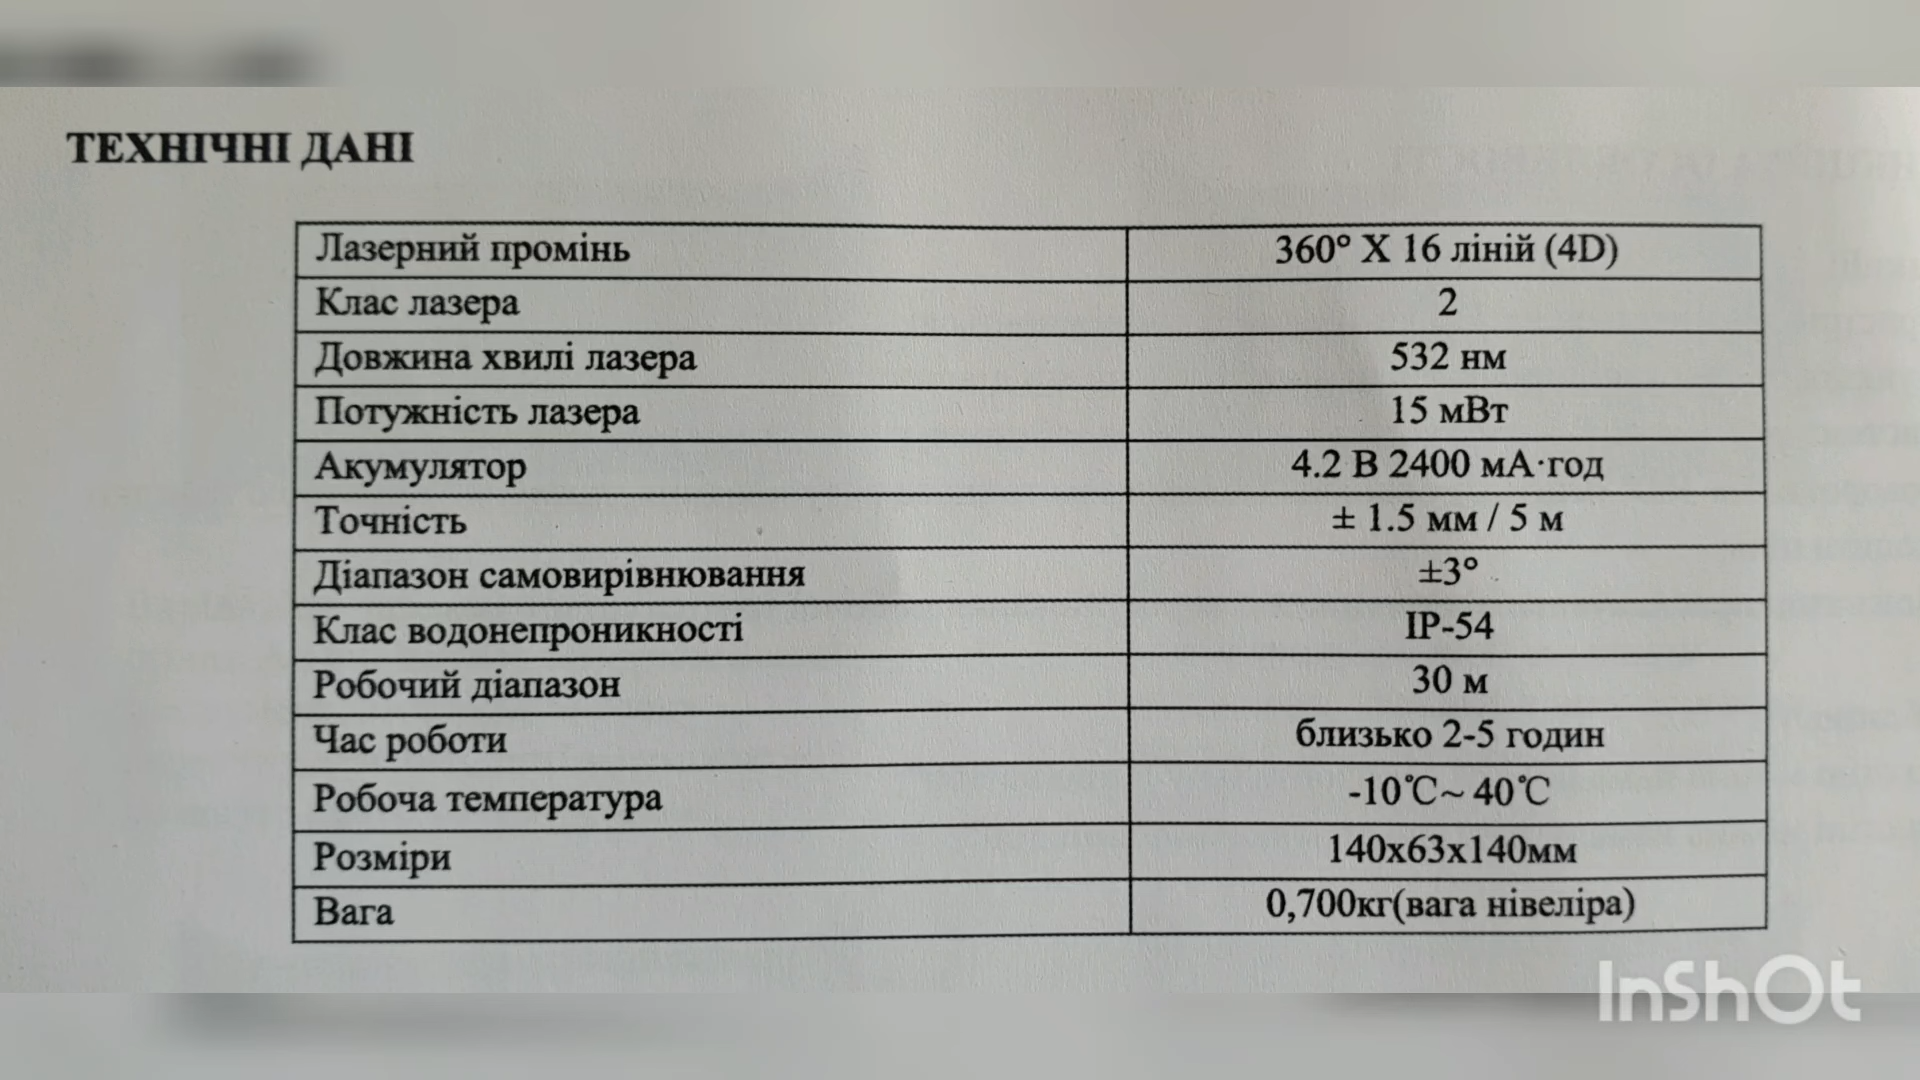 ТЕХНІЧНІ ДАНІ
Лазерний промінь 360° X 16 ліній (4D)
Клас лазера 2
Довжина хвилі лазера 532 нм
Потужність лазера 15 мВт
Акумулятор 4.2 В 2400 мА·год
Точність ± 1.5 мм / 5 м
Діапазон самовирівнювання ±3°
Клас водонепроникності IP-54
Робочий діапазон 30 м
Час роботи близько 2-5 годин
Робоча температура -10℃~ 40℃
Розміри 140x63x140мм
Вага 0,700кг(вага нівеліра)
InShOt